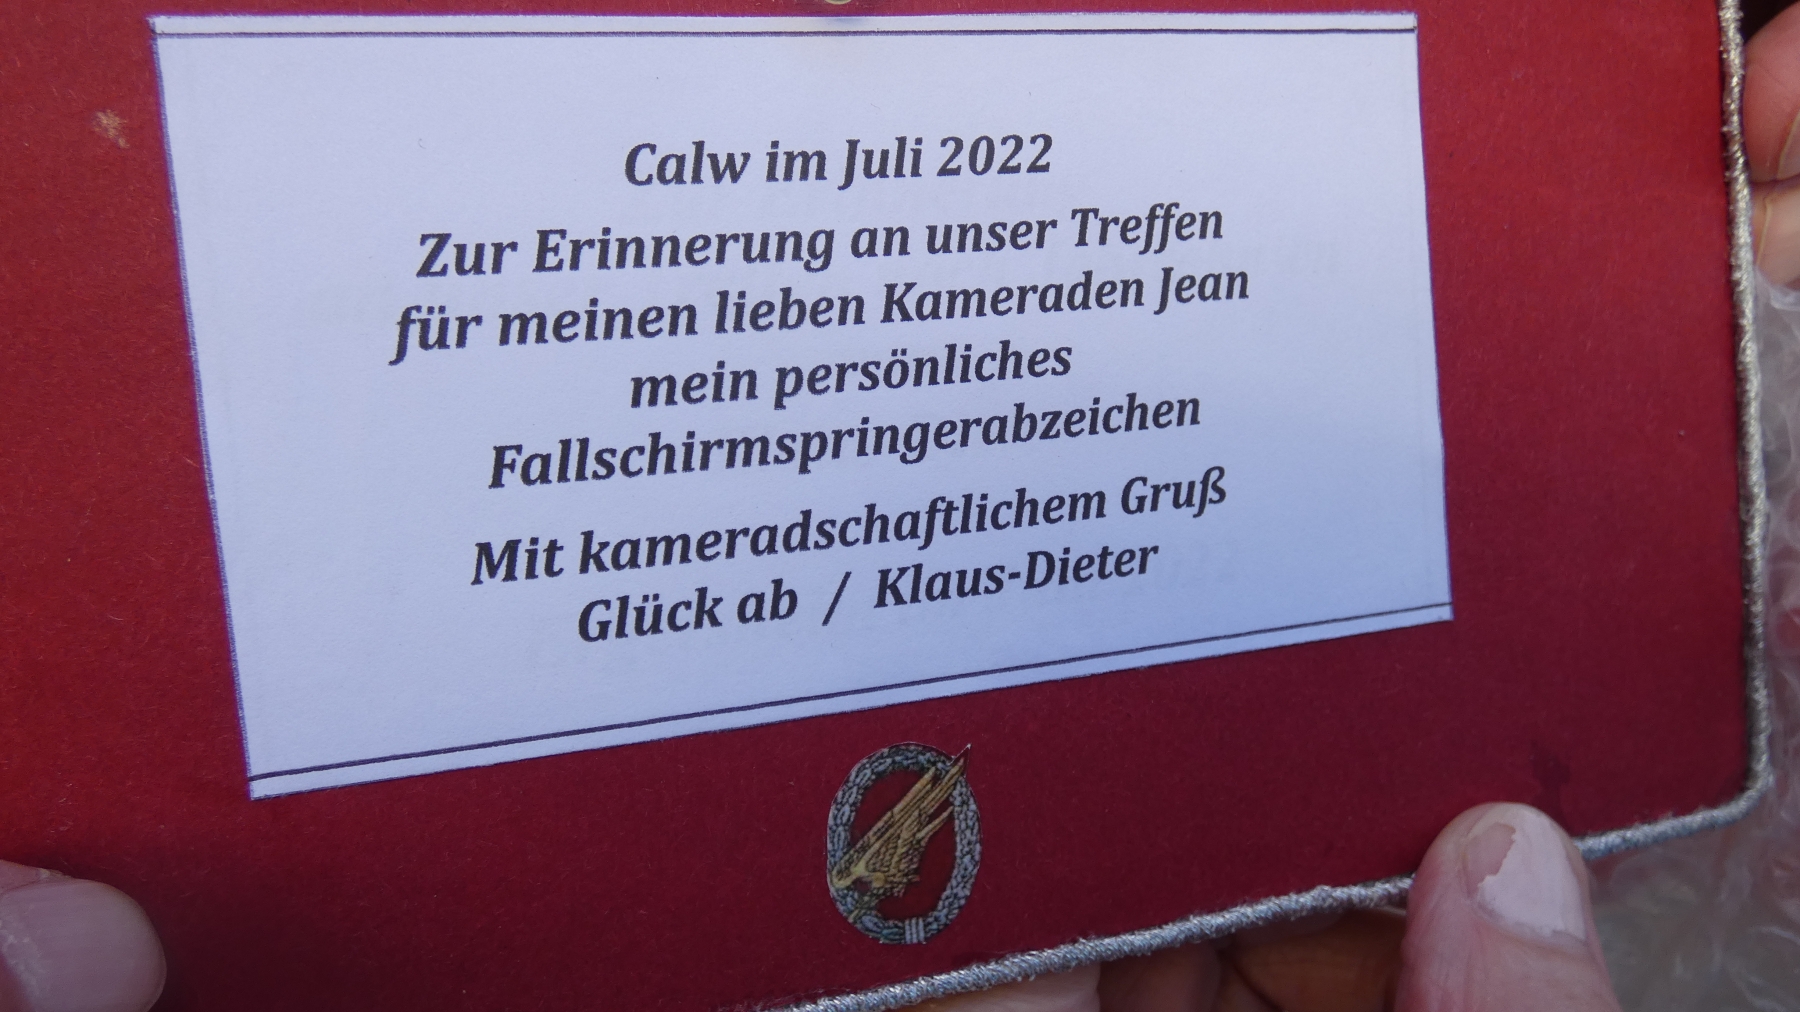 Calw im Juli 2022
Zur Erinnerung an unser Treffen
für meinen lieben Kameraden Jean
mein persönliches
Fallschirmspringerabzeichen
Mit kameradschaftlichem Gruß
Glück ab / Klaus-Dieter